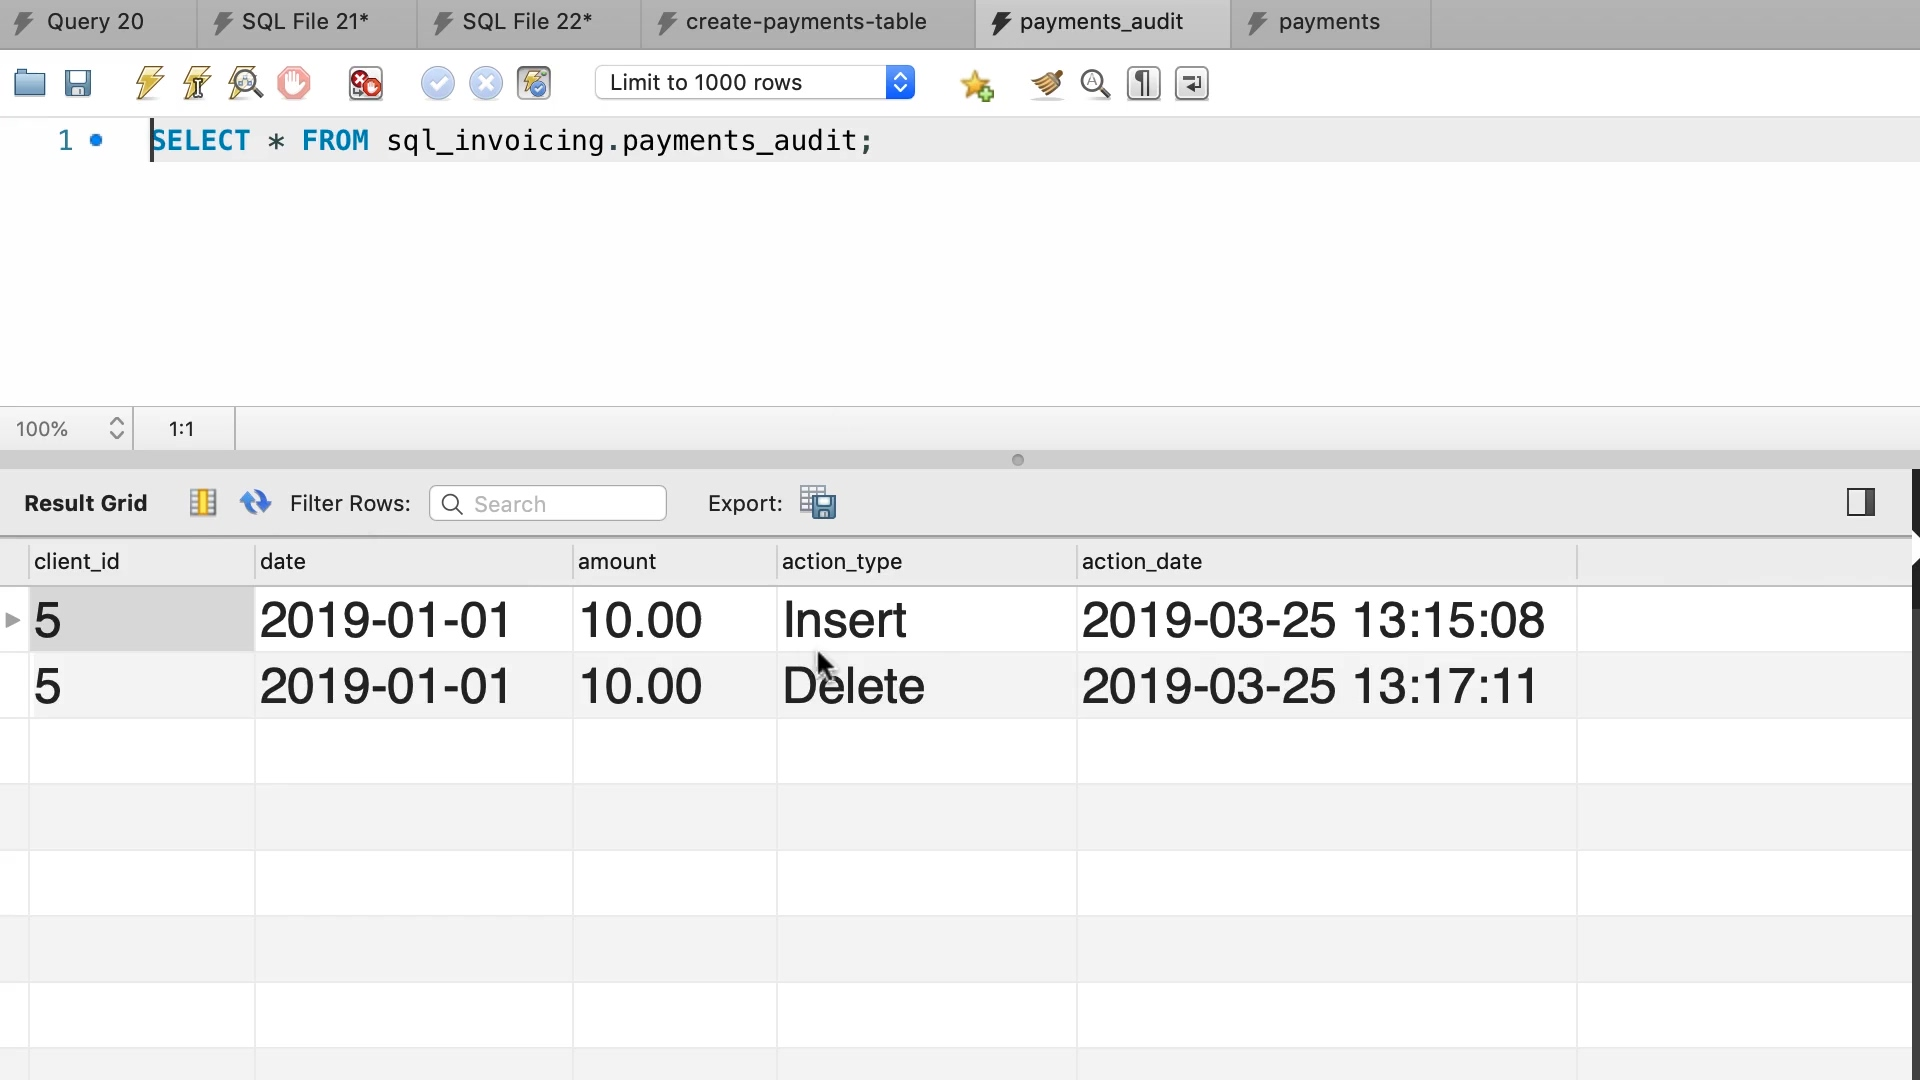 Query 20 SQL File 21* SQL File 22* create-payments-table payments_audit payments
Limit to 1000 rows
1 SELECT * FROM sql_invoicing.payments_audit;
100% 1:1
Result Grid Filter Rows: Search Export:
client_id date amount action_type action_date
5 2019-01-01 10.00 Insert 2019-03-25 13:15:08
5 2019-01-01 10.00 Delete 2019-03-25 13:17:11